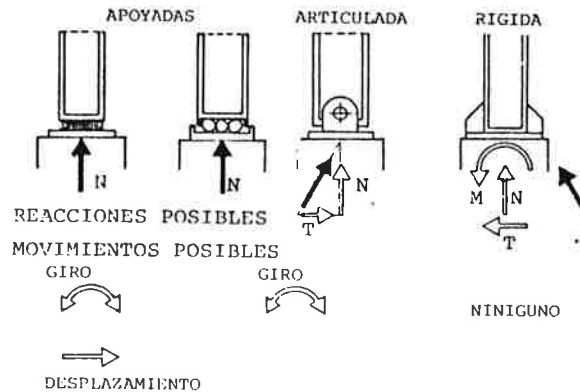 APOYADAS ARTICULADA RIGIDA
N N N M N
T T
REACCIONES POSIBLES
MOVIMIENTOS POSIBLES
GIRO GIRO
NINIGUNO
DESPLAZAMIENTO